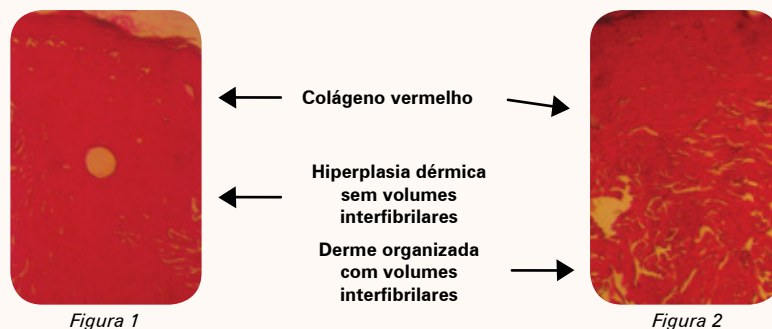 Colágeno vermelho
Hiperplasia dérmica
sem volumes
interfibrilares
Derme organizada
com volumes
interfibrilares
Figura 1
Figura 2